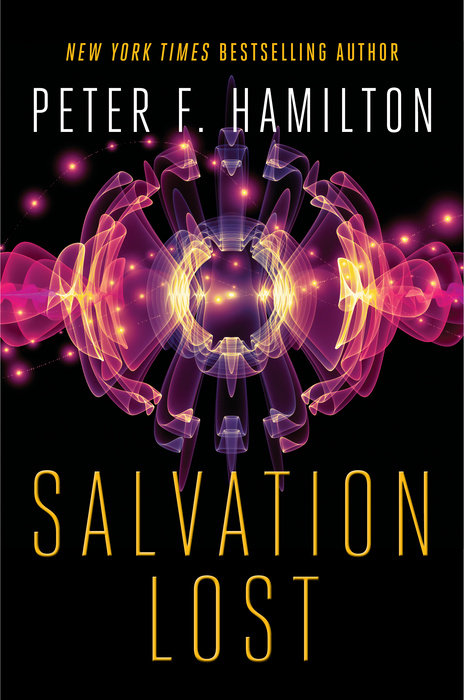 NEW YORK TIMES BESTSELLING AUTHOR
PETER F. HAMILTON
SALVATION
LOST